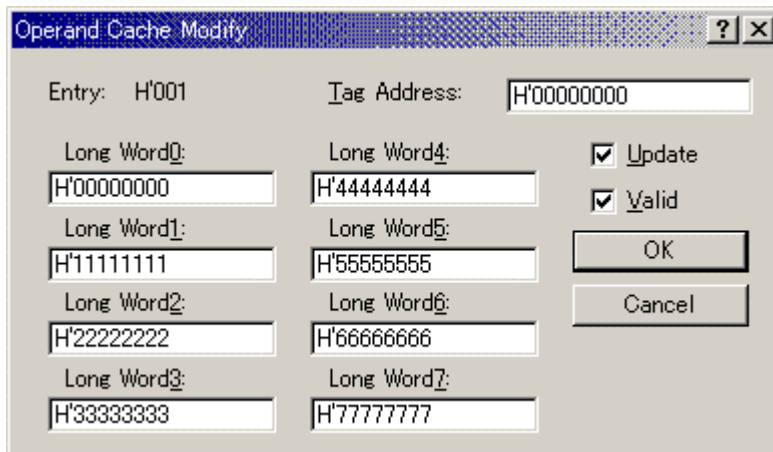 Operand Cache Modify
Entry: H'001
Tag Address: H'00000000
Long Word0:
H'00000000
Long Word1:
H'11111111
Long Word2:
H'22222222
Long Word3:
H'33333333
Long Word4:
H'44444444
Long Word5:
H'55555555
Long Word6:
H'66666666
Long Word7:
H'77777777
Update
Valid
OK
Cancel